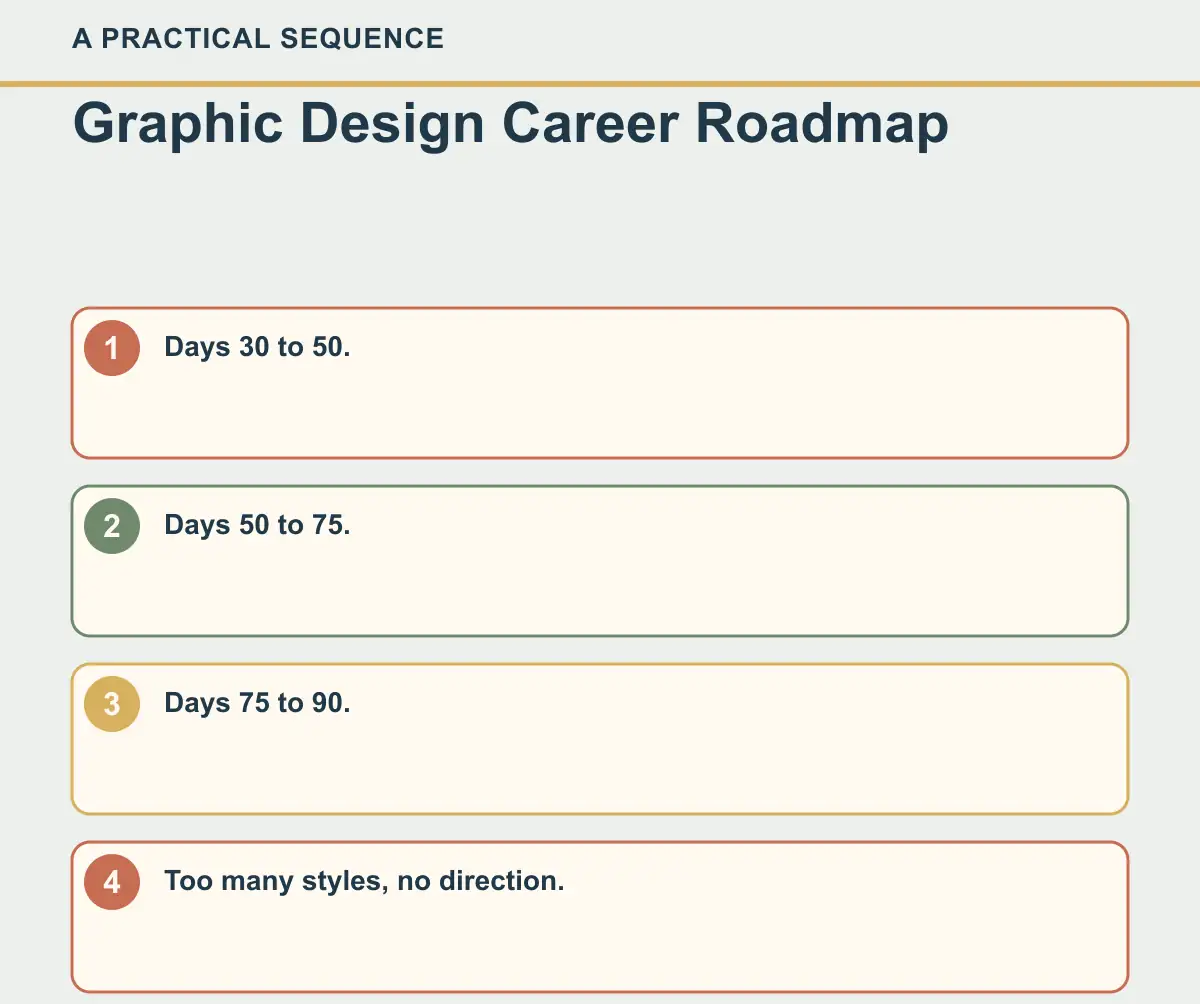 A PRACTICAL SEQUENCE
Graphic Design Career Roadmap
1 Days 30 to 50.
2 Days 50 to 75.
3 Days 75 to 90.
4 Too many styles, no direction.